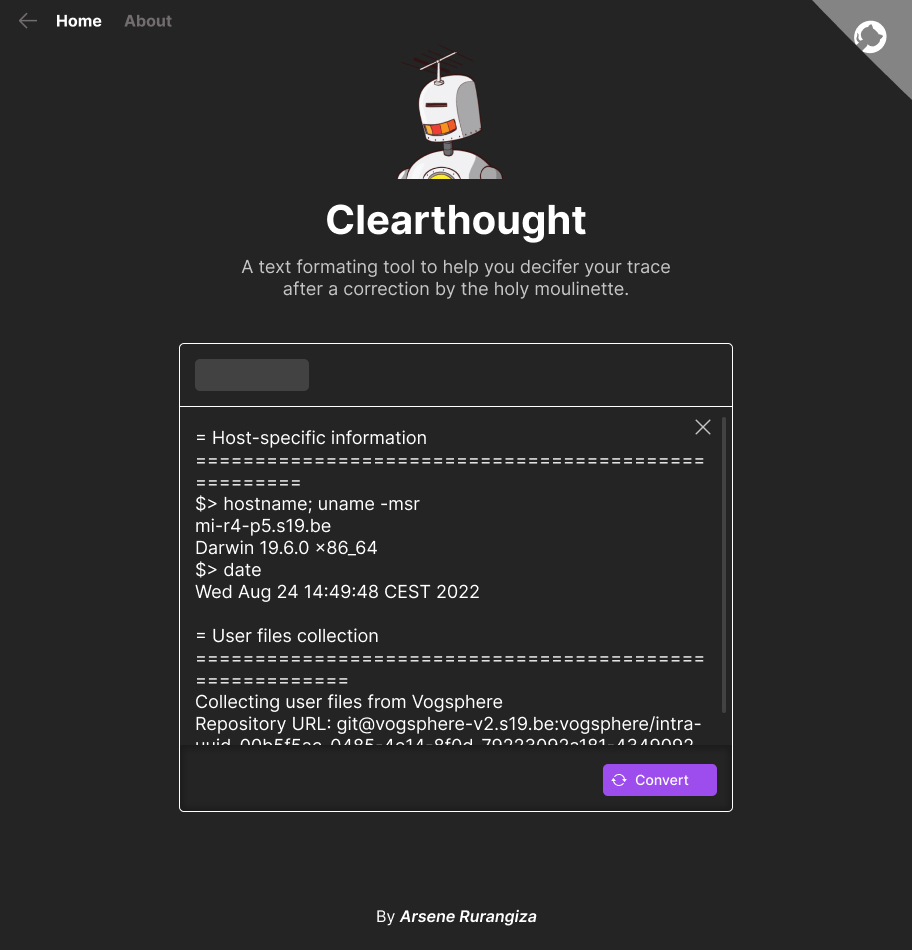 Home About
Clearthought
A text formating tool to help you decifer your trace
after a correction by the holy moulinette.
= Host-specific information
===========================================
=========
$> hostname; uname -msr
mi-r4-p5.s19.be
Darwin 19.6.0 x86_64
$> date
Wed Aug 24 14:49:48 CEST 2022
= User files collection
===========================================
=============
Collecting user files from Vogsphere
Repository URL: git@vogsphere-v2.s19.be:vogsphere/intra-
Convert
By Arsene Rurangiza